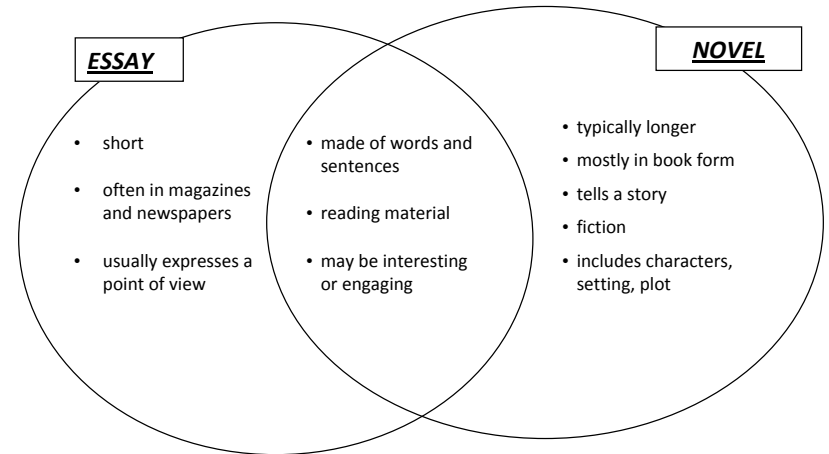 ESSAY
• short
• often in magazines
and newspapers
• usually expresses a
point of view
• made of words and
sentences
• reading material
• may be interesting
or engaging
NOVEL
• typically longer
• mostly in book form
• tells a story
• fiction
• includes characters,
setting, plot